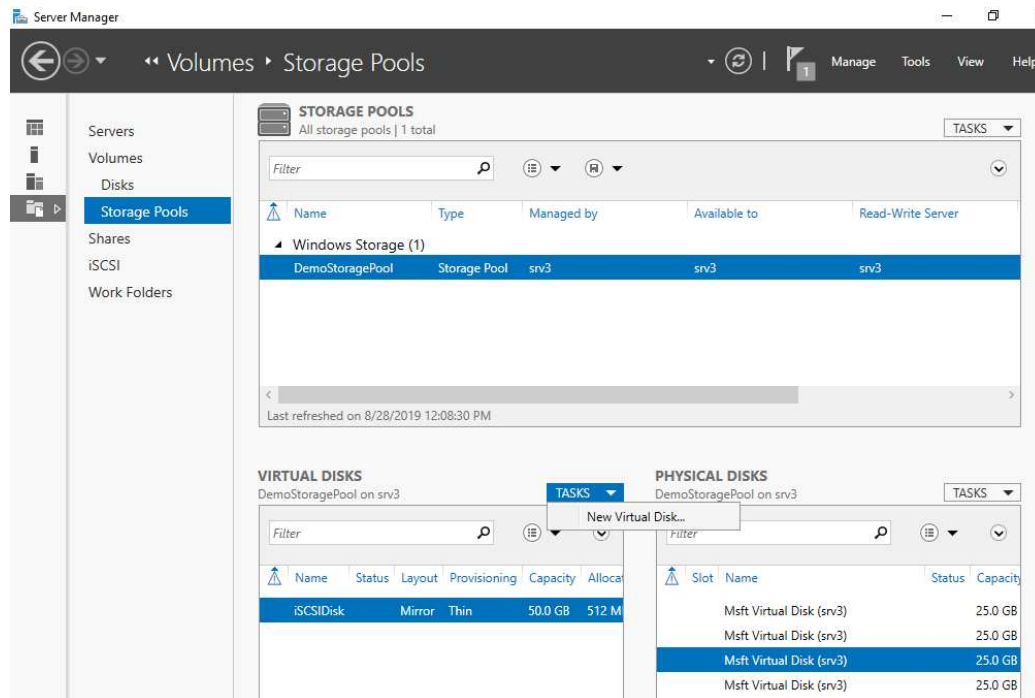 Server Manager
Volumes Storage Pools
1 Manage Tools View Help
Servers
Volumes
Disks
Storage Pools
Shares
iSCSI
Work Folders
STORAGE POOLS
All storage pools | 1 total
TASKS
Filter
Name Type Managed by Available to Read-Write Server
Windows Storage (1)
DemoStoragePool Storage Pool srv3 srv3 srv3
Last refreshed on 8/28/2019 12:08:30 PM
VIRTUAL DISKS
DemoStoragePool on srv3
TASKS
New Virtual Disk...
Filter
Name Status Layout Provisioning Capacity Allocat
iSCSIDisk Mirror Thin 50.0 GB 512 M
PHYSICAL DISKS
DemoStoragePool on srv3
TASKS
Filter
Slot Name Status Capacity
Msft Virtual Disk (srv3) 25.0 GB
Msft Virtual Disk (srv3) 25.0 GB
Msft Virtual Disk (srv3) 25.0 GB
Msft Virtual Disk (srv3) 25.0 GB